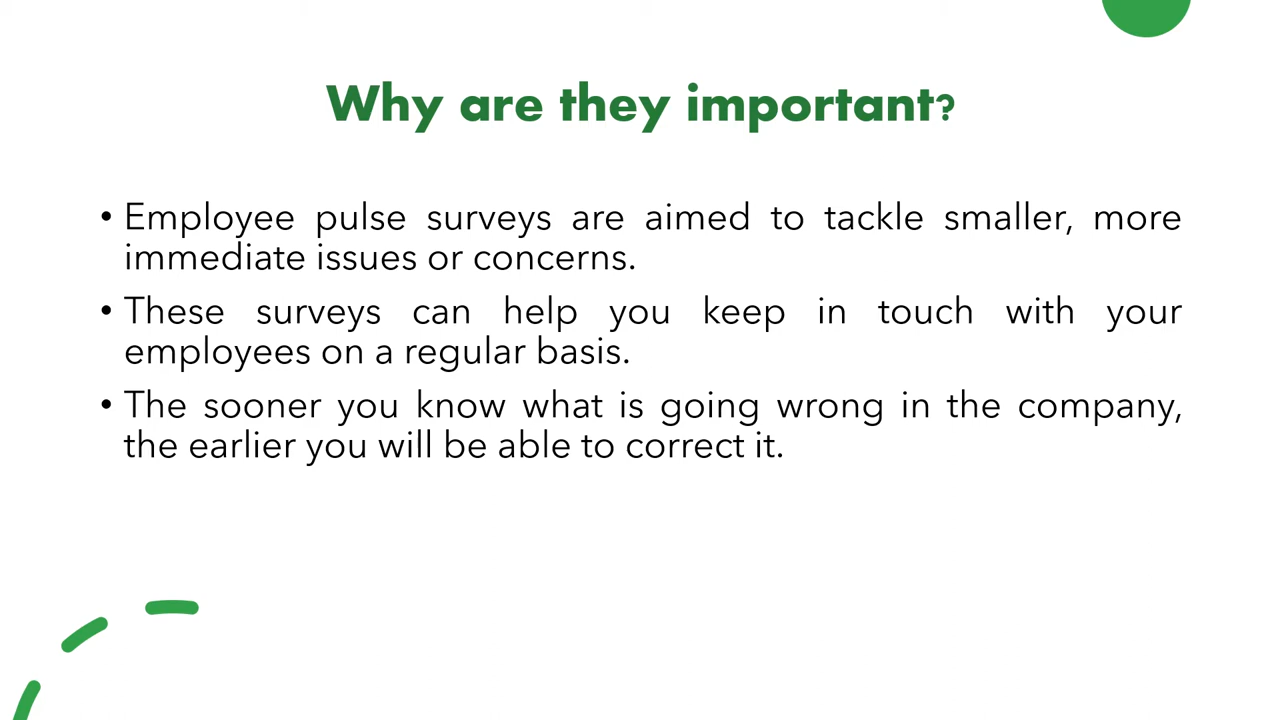 Why are they important?
• Employee pulse surveys are aimed to tackle smaller, more
immediate issues or concerns.
• These surveys can help you keep in touch with your
employees on a regular basis.
• The sooner you know what is going wrong in the company,
the earlier you will be able to correct it.